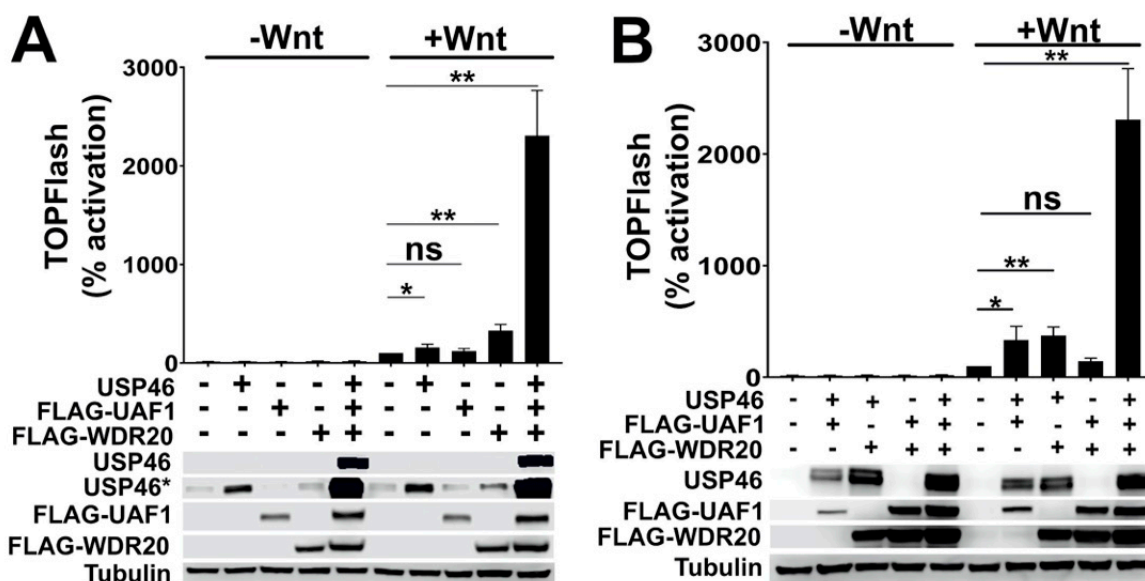 A
-Wnt +Wnt
TOPFlash
(% activation)
3000
2000
1000
0
**
**
ns
*
USP46 - + - - + - + - - +
FLAG-UAF1 - - + - + - - + - +
FLAG-WDR20 - - - + + - - - + +
USP46
USP46*
FLAG-UAF1
FLAG-WDR20
Tubulin
B
-Wnt +Wnt
TOPFlash
(% activation)
3000
2000
1000
0
**
ns
**
*
USP46 - + + - + - + + - +
FLAG-UAF1 - + - + + - + - + +
FLAG-WDR20 - - + + + - - + + +
USP46
FLAG-UAF1
FLAG-WDR20
Tubulin